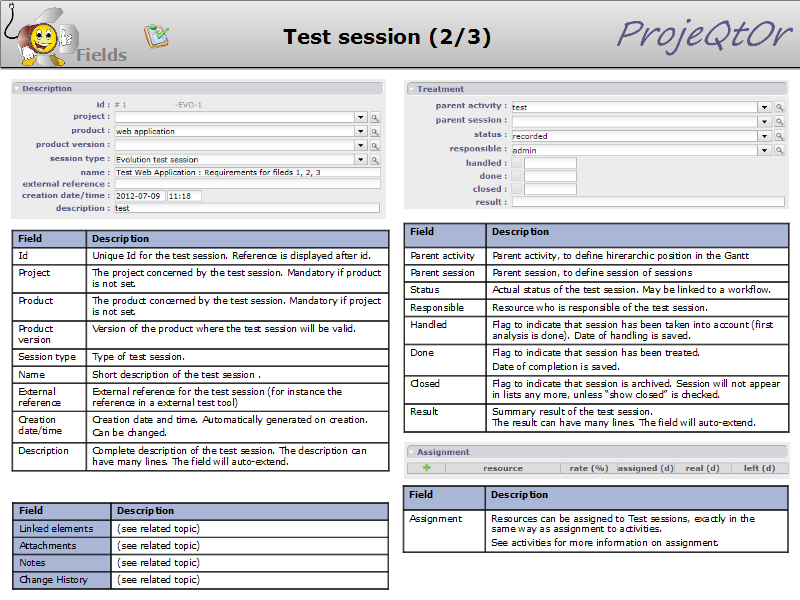 Fields
Test session (2/3)
ProjeQtOr
Description
id : # 1 -EVO-1
project :
product : web application
product version :
session type : Evolution test session
name : Test Web Application : Requirements for fileds 1, 2, 3
external reference :
creation date/time : 2012-07-09 11:18
description : test
Field Description
Id Unique Id for the test session. Reference is displayed after id.
Project The project concerned by the test session. Mandatory if product
is not set.
Product The product concerned by the test session. Mandatory if project
is not set.
Product Version of the product where the test session will be valid.
version
Session type Type of test session.
Name Short description of the test session .
External External reference for the test session (for instance the
reference reference in a external test tool)
Creation Creation date and time. Automatically generated on creation.
date/time Can be changed.
Description Complete description of the test session. The description can
have many lines. The field will auto-extend.
Field Description
Linked elements (see related topic)
Attachments (see related topic)
Notes (see related topic)
Change History (see related topic)
Treatment
parent activity : test
parent session :
status : recorded
responsible : admin
handled :
done :
closed :
result :
Field Description
Parent activity Parent activity, to define hirerarchic position in the Gantt
Parent session Parent session, to define session of sessions
Status Actual status of the test session. May be linked to a workflow.
Responsible Resource who is responsible of the test session.
Handled Flag to indicate that session has been taken into account (first
analysis is done). Date of handling is saved.
Done Flag to indicate that session has been treated.
Date of completion is saved.
Closed Flag to indicate that session is archived. Session will not appear
in lists any more, unless “show closed” is checked.
Result Summary result of the test session.
The result can have many lines. The field will auto-extend.
Assignment
resource rate (%) assigned (d) real (d) left (d)
Field Description
Assignment Resources can be assigned to Test sessions, exactly in the
same way as assignment to activities.
See activities for more information on assignment.